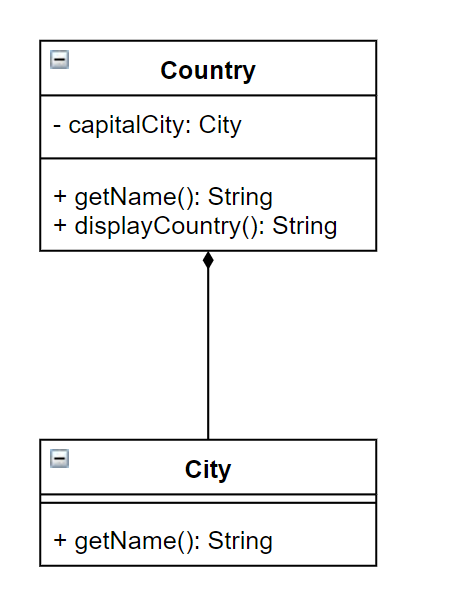 Country
- capitalCity: City
+ getName(): String
+ displayCountry(): String
City
+ getName(): String